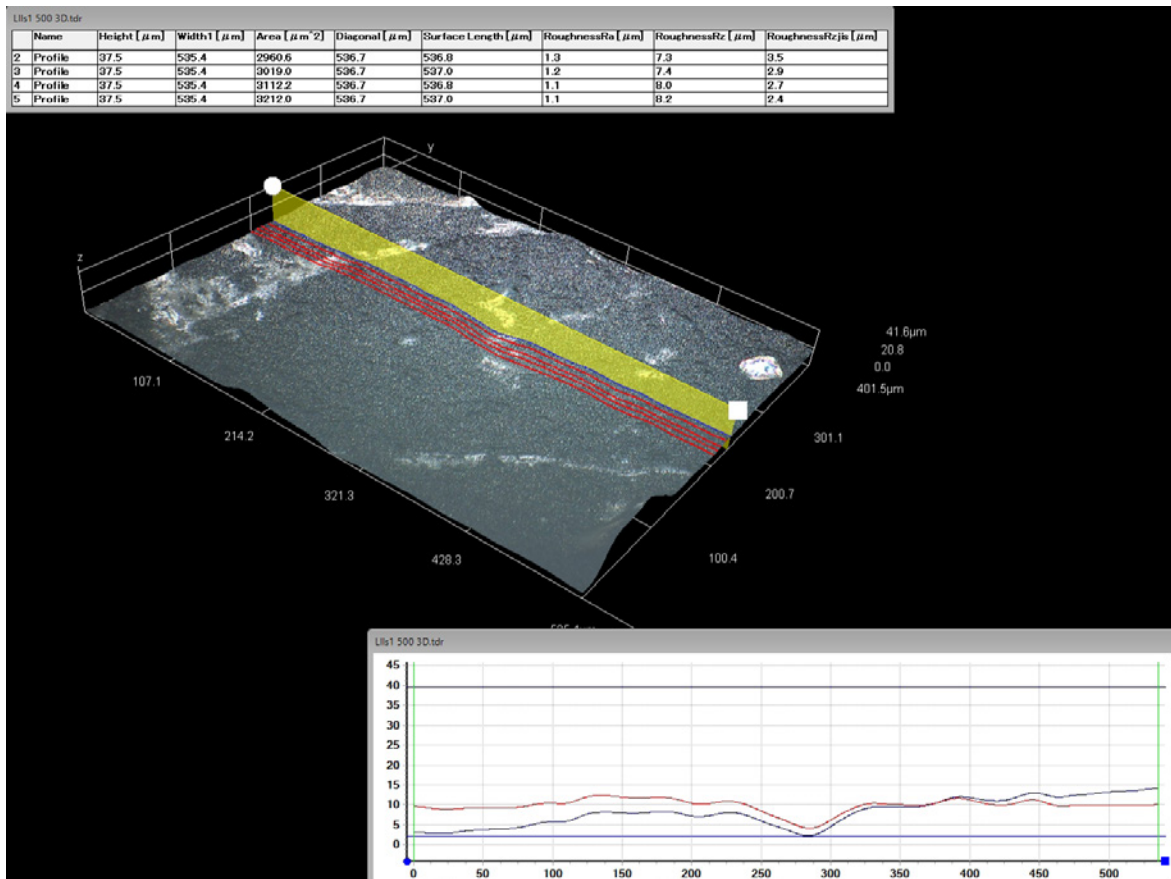 LIIs1 500 3D.tdr
Name Height [μm] Width1 [μm] Area [μm^2] Diagonal [μm] Surface Length [μm] RoughnessRa [μm] RoughnessRz [μm] RoughnessRzjis [μm]
2 Profile 37.5 535.4 2960.6 536.7 536.8 1.3 7.3 3.5
3 Profile 37.5 535.4 3019.0 536.7 537.0 1.2 7.4 2.9
4 Profile 37.5 535.4 3112.2 536.7 536.8 1.1 8.0 2.7
5 Profile 37.5 535.4 3212.0 536.7 537.0 1.1 8.2 2.4
y
z
41.6μm
20.8
0.0
401.5μm
107.1
301.1
214.2
321.3
200.7
428.3
100.4
LIIs1 500 3D.tdr
45
40
35
30
25
20
15
10
5
0
0 50 100 150 200 250 300 350 400 450 500